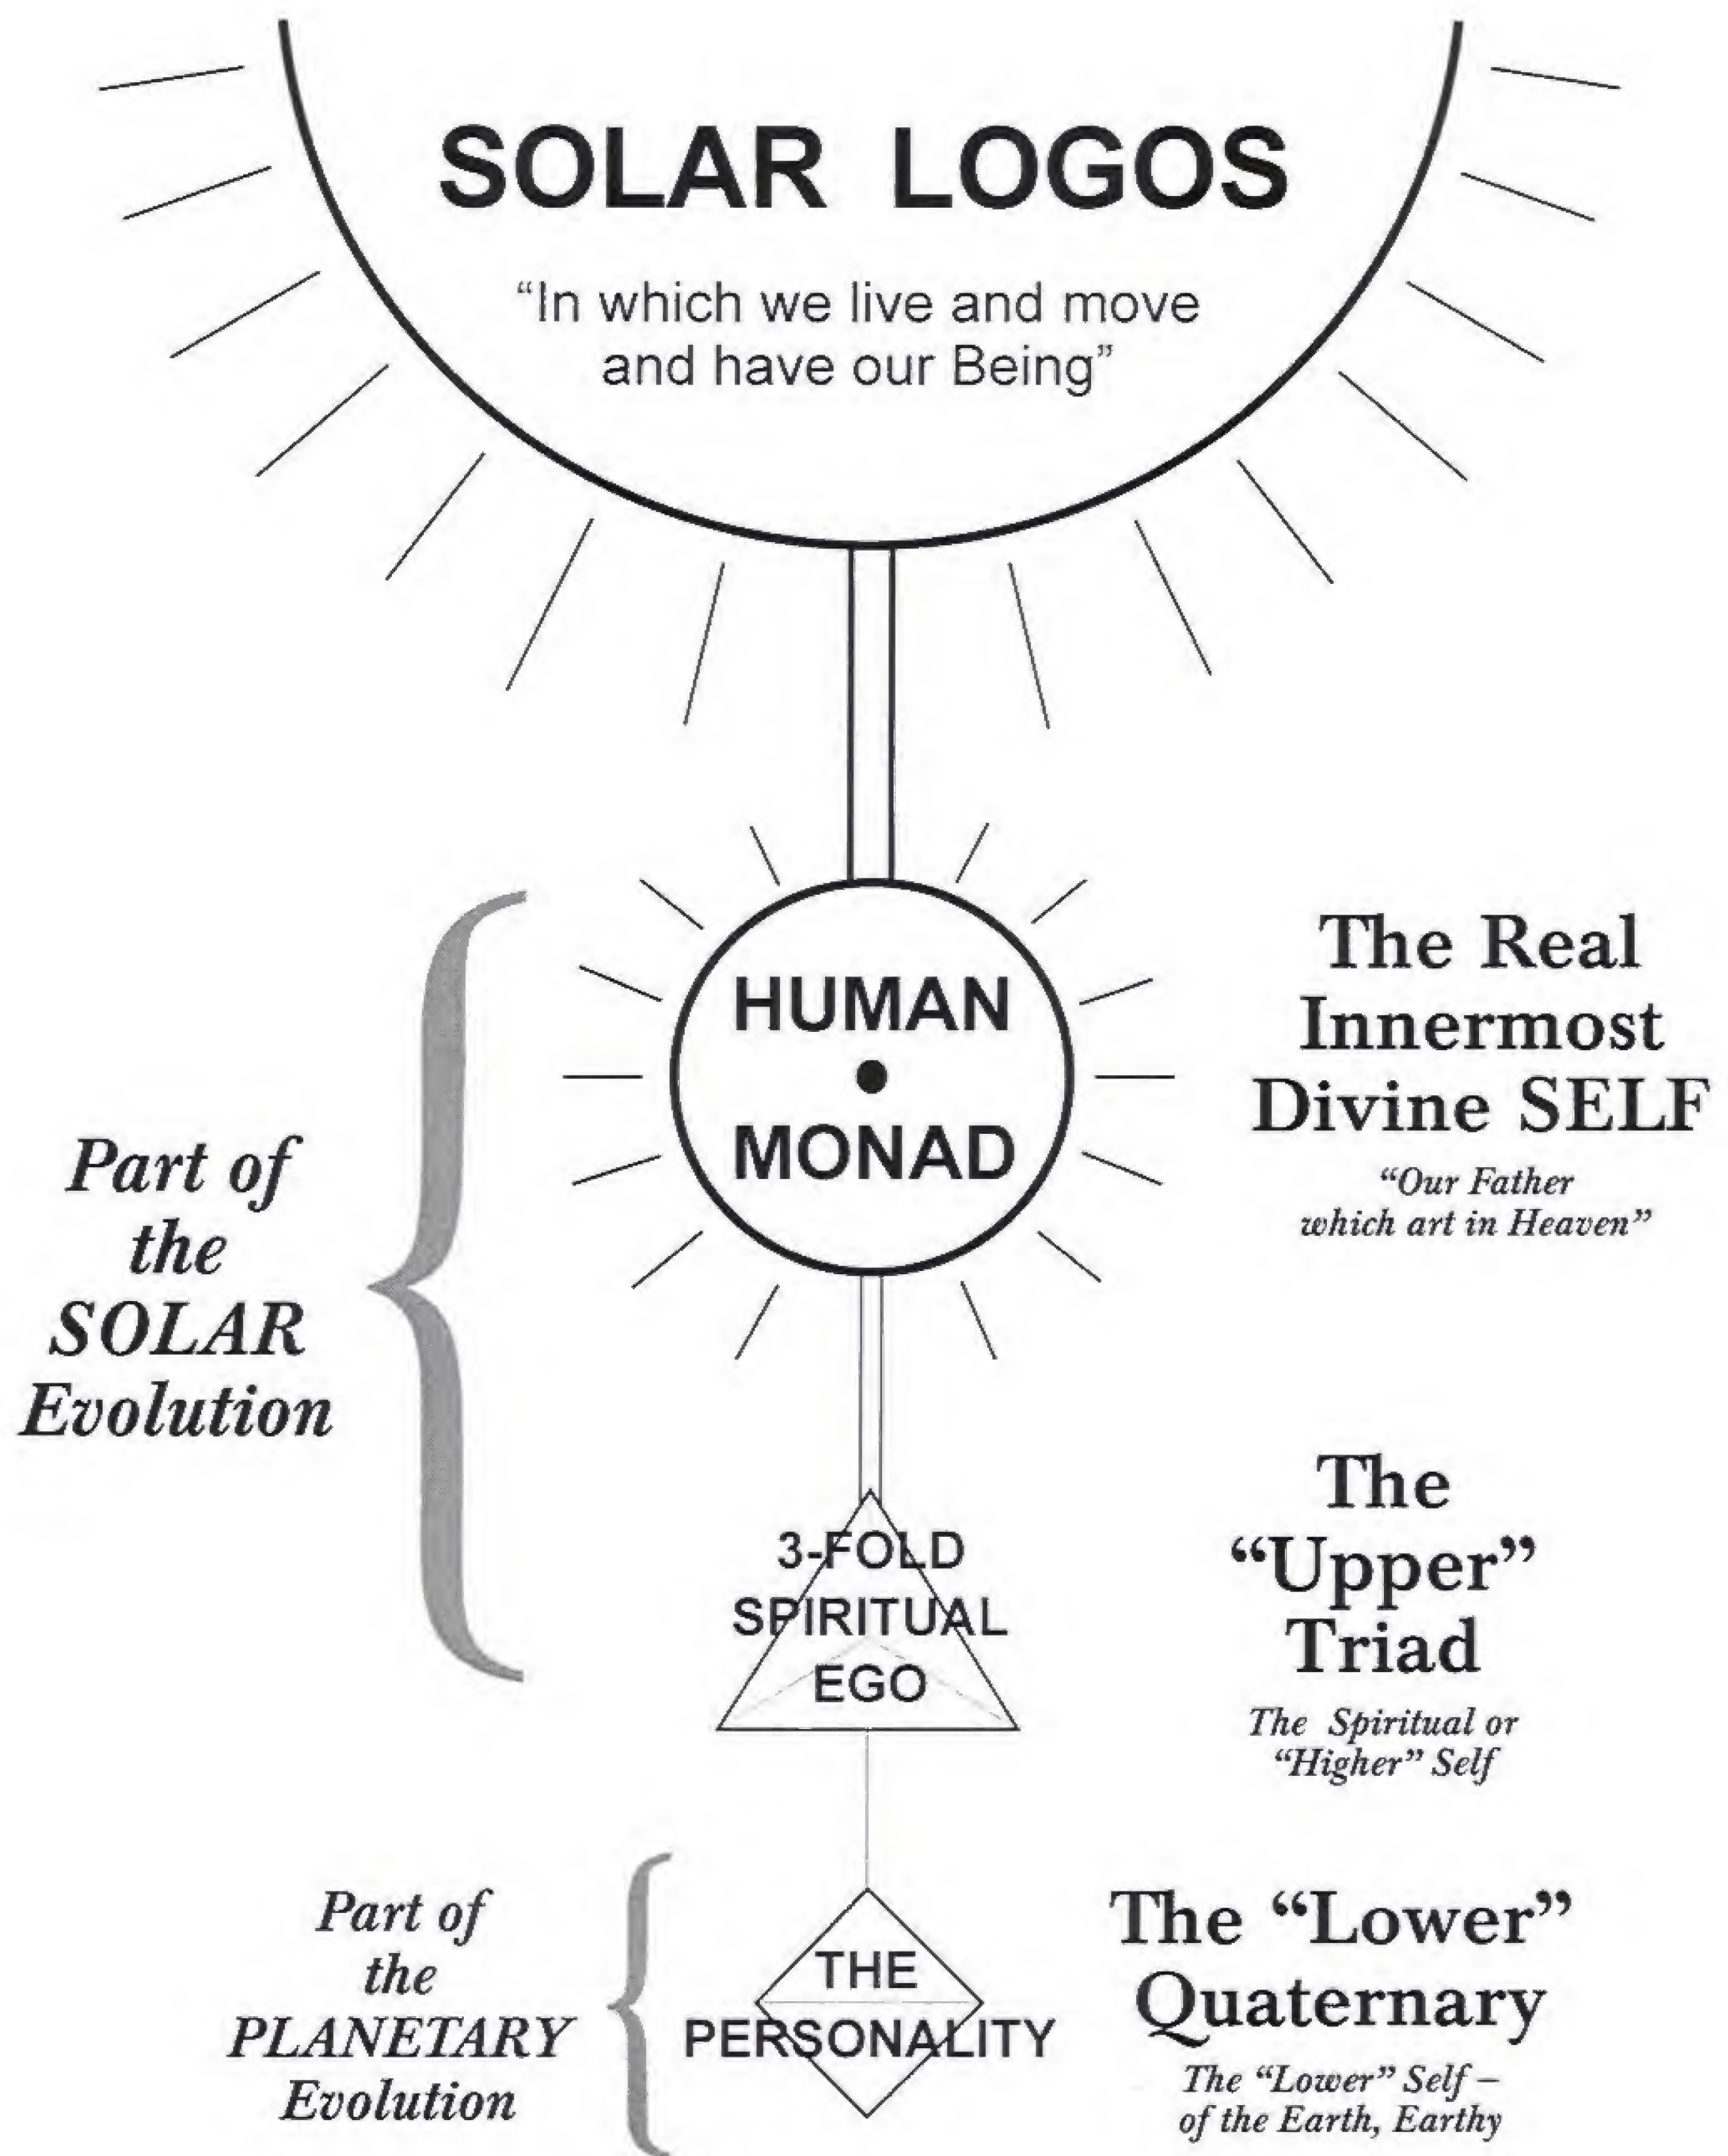 SOLAR LOGOS
“In which we live and move
and have our Being”
HUMAN
MONAD
The Real
Innermost
Divine SELF
“Our Father
which art in Heaven”
Part of
the
SOLAR
Evolution
3-FOLD
SPIRITUAL
EGO
The
“Upper”
Triad
The Spiritual or
“Higher” Self
Part of
the
PLANETARY
Evolution
THE
PERSONALITY
The “Lower”
Quaternary
The “Lower” Self –
of the Earth, Earthy